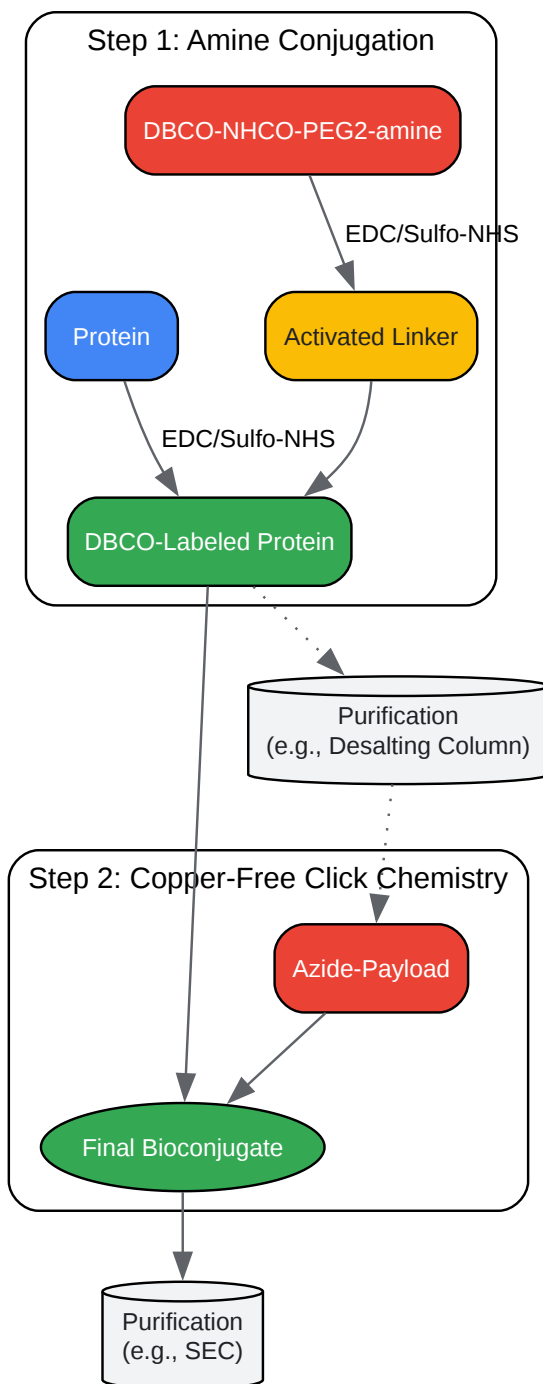 Step 1: Amine Conjugation
DBCO-NHCO-PEG2-amine
EDC/Sulfo-NHS
Protein
Activated Linker
EDC/Sulfo-NHS
DBCO-Labeled Protein
Purification
(e.g., Desalting Column)
Step 2: Copper-Free Click Chemistry
Azide-Payload
Final Bioconjugate
Purification
(e.g., SEC)